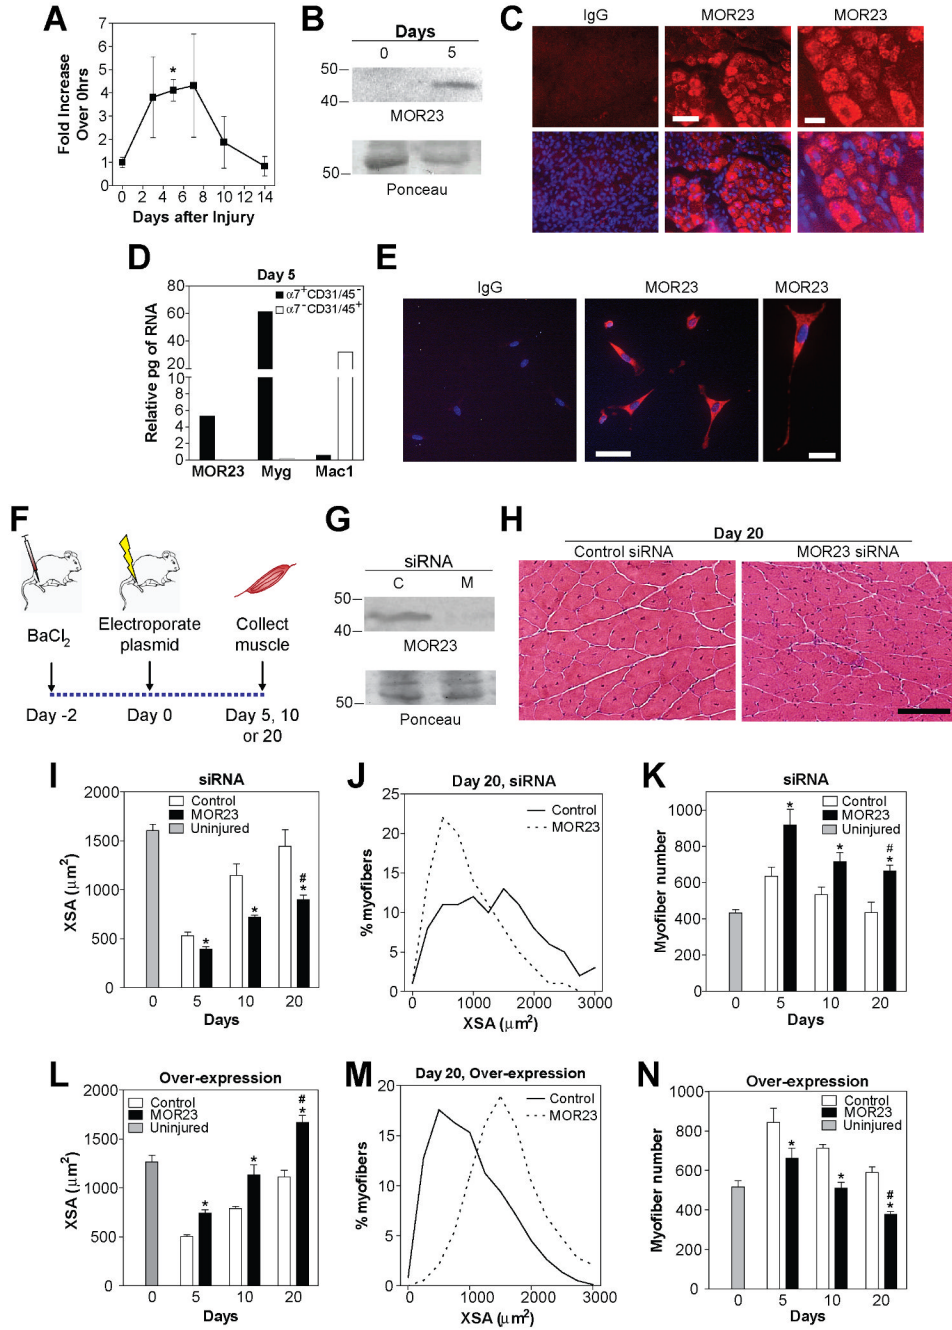 A
Fold Increase
Over 0hrs
7
6
5
4
3
2
1
0
*
0 2 4 6 8 10 12 14
Days after Injury
B
Days
0 5
50
40
MOR23
50
Ponceau
C
IgG MOR23 MOR23
D
Day 5
α7+CD31/45-
α7-CD31/45+
Relative pg of RNA
80
60
40
20
10
8
6
4
2
0
MOR23 Myg Mac1
E
IgG MOR23 MOR23
F
BaCl2
Electroporate
plasmid
Collect
muscle
Day -2 Day 0 Day 5, 10
or 20
G
siRNA
C M
50
40
MOR23
50
Ponceau
H
Day 20
Control siRNA MOR23 siRNA
I
siRNA
Control
MOR23
Uninjured
XSA (μm2)
2000
1500
1000
500
0
* * # *
0 5 10 20
Days
J
Day 20, siRNA
Control
MOR23
% myofibers
25
20
15
10
5
0
0 1000 2000 3000
XSA (μm2)
K
siRNA
Control
MOR23
Uninjured
Myofiber number
1000
800
600
400
200
0
* * # *
0 5 10 20
Days
L
Over-expression
Control
MOR23
Uninjured
XSA (μm2)
2000
1500
1000
500
0
* * # *
0 5 10 20
Days
M
Day 20, Over-expression
Control
MOR23
% myofibers
20
15
10
5
0
0 1000 2000 3000
XSA (μm2)
N
Over-expression
Control
MOR23
Uninjured
Myofiber number
1000
800
600
400
200
0
* * # *
0 5 10 20
Days